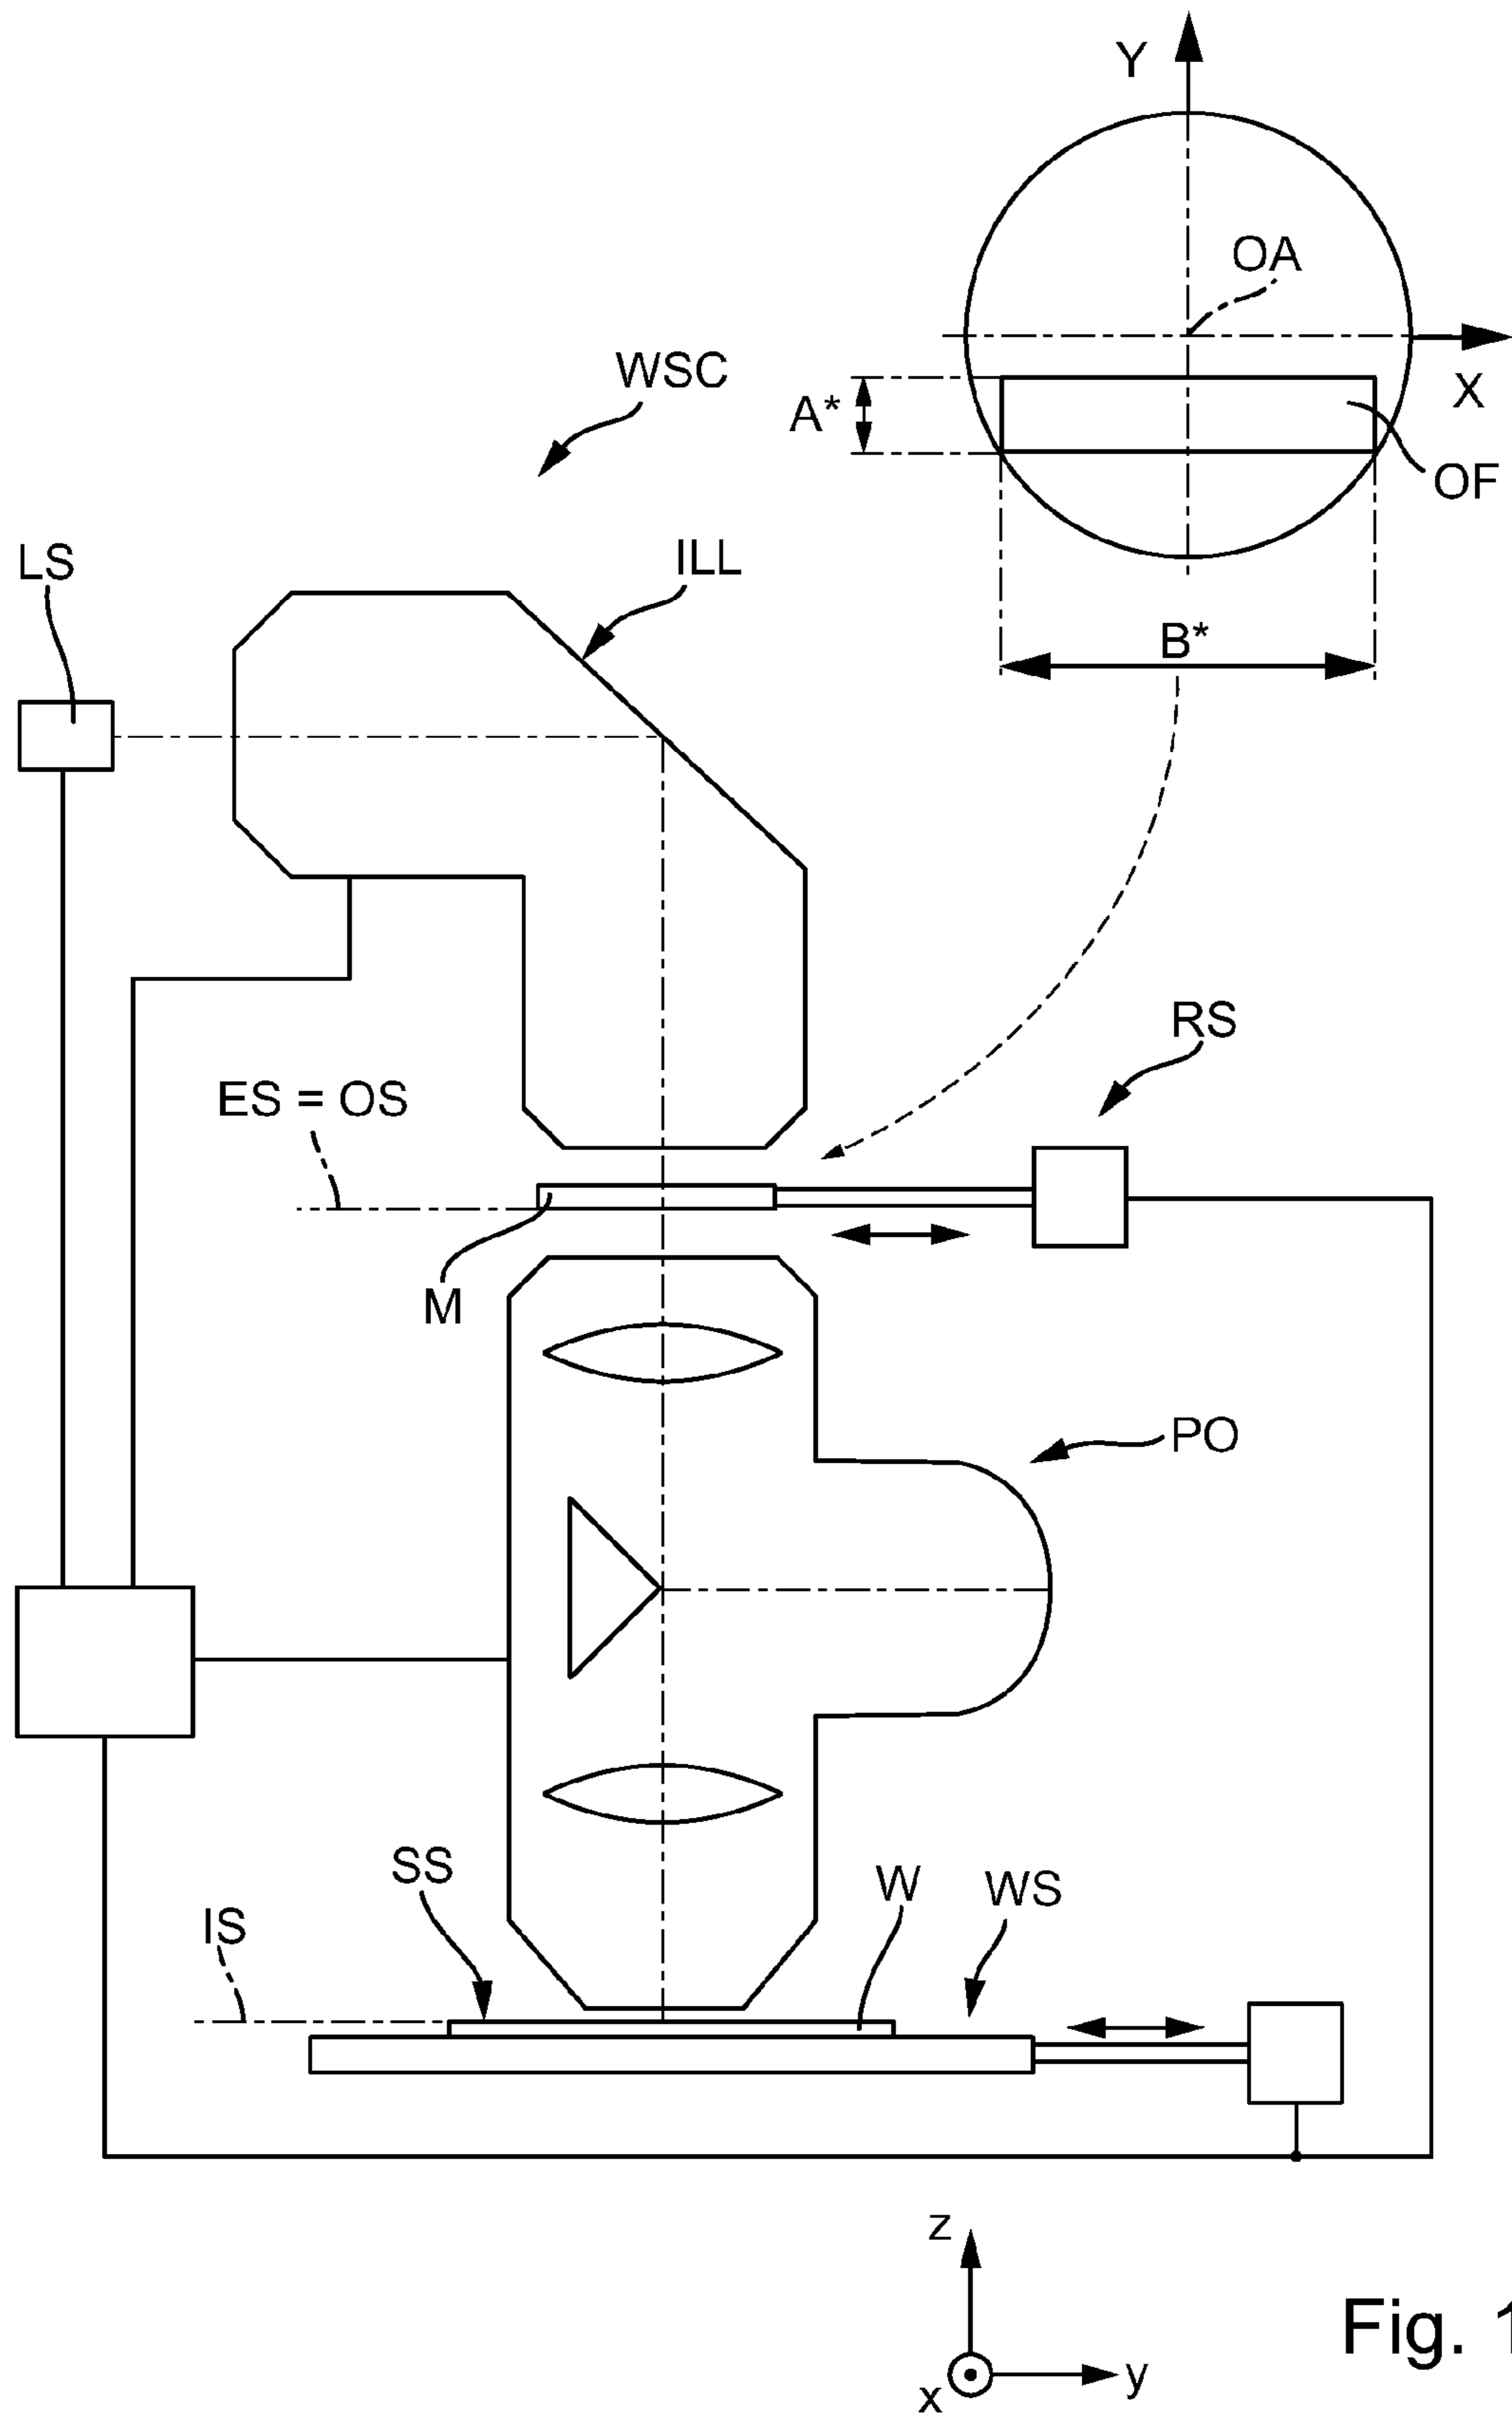 Y
OA
WSC
X
A*
OF
LS
ILL
B*
RS
ES = OS
M
PO
SS
W
WS
IS
z
Fig. 1
x
y